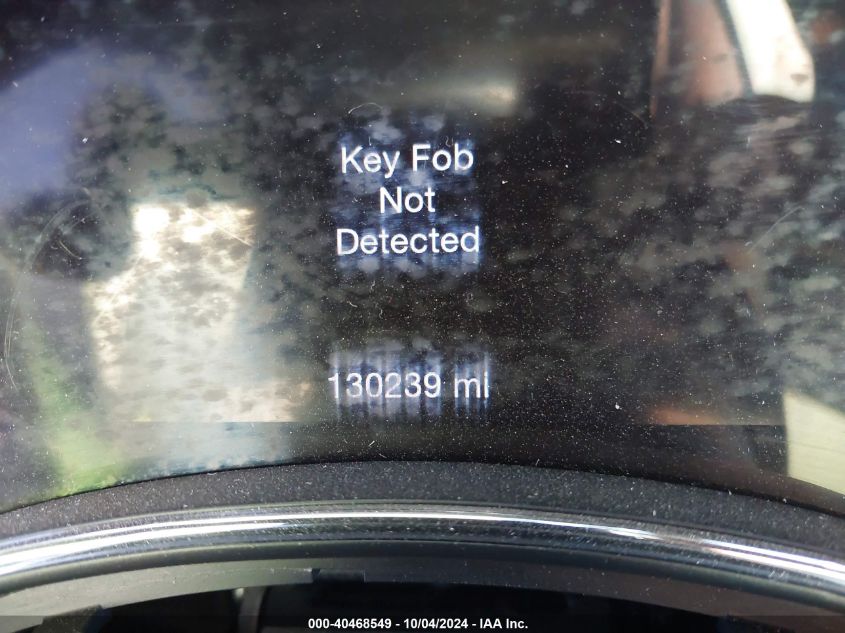 Key Fob
Not
Detected
130239 mi
000-40468549 - 10/04/2024 - IAA Inc.